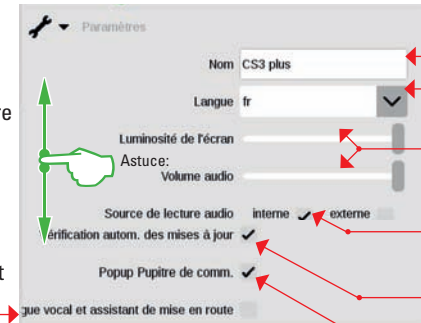 Paramètres
Nom CS3 plus
Langue fr
re
Luminosité de l'écran
Astuce:
Volume audio
Source de lecture audio interne externe
érification autom. des mises à jour
t
Popup Pupitre de comm.
gue vocal et assistant de mise en route